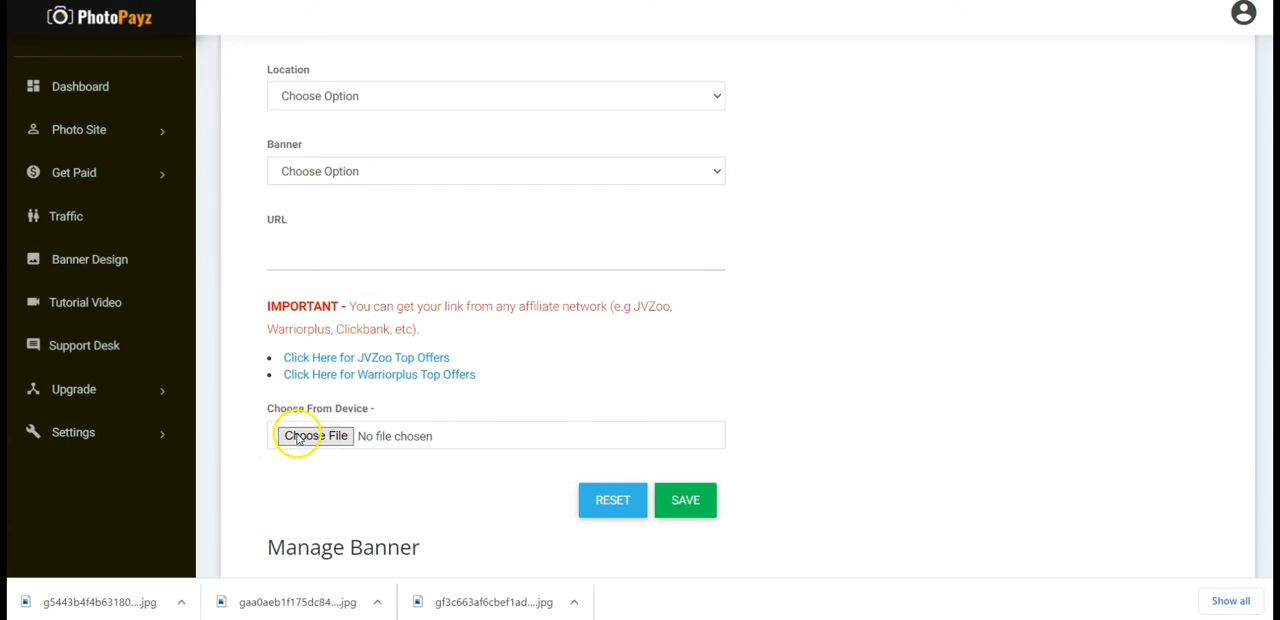 PhotoPayz
Dashboard
Photo Site
Get Paid
Traffic
Banner Design
Tutorial Video
Support Desk
Upgrade
Settings
Location
Choose Option
Banner
Choose Option
URL
IMPORTANT - You can get your link from any affiliate network (e.g JVZoo,
Warriorplus, Clickbank, etc).
Click Here for JVZoo Top Offers
Click Here for Warriorplus Top Offers
Choose From Device -
Choose File No file chosen
RESET SAVE
Manage Banner
g5443b4f4b63180....jpg gaa0aeb1f175dc84....jpg gf3c663af6cbef1ad....jpg Show all